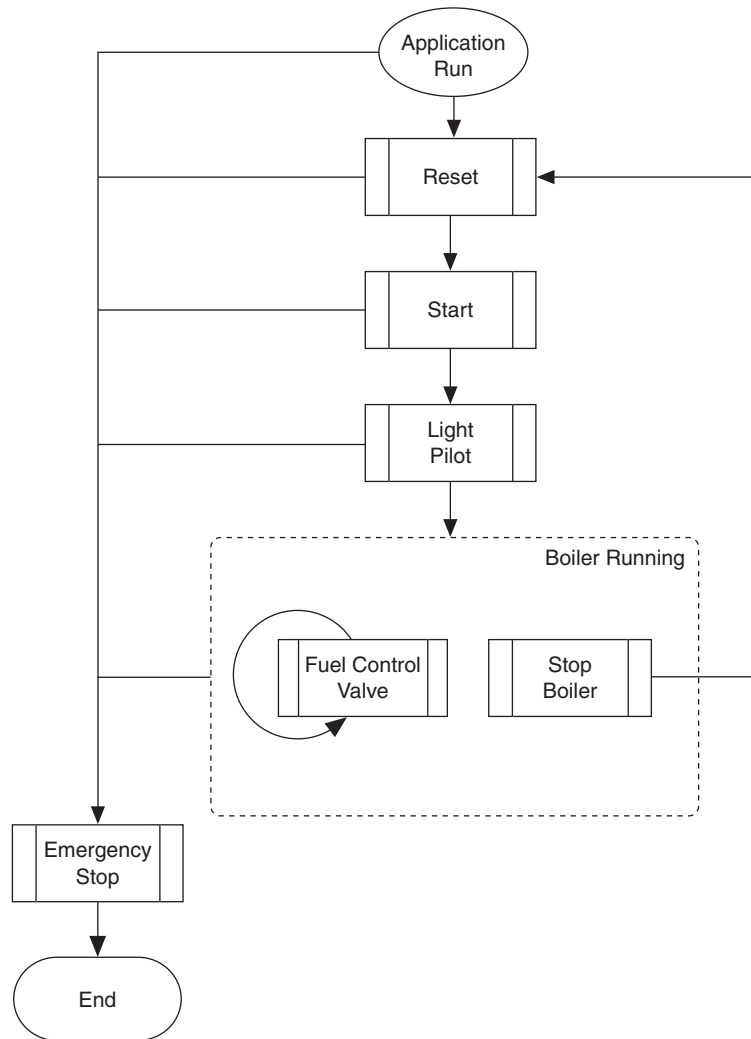 Application
Run
Reset
Start
Light
Pilot
Boiler Running
Fuel Control
Valve
Stop
Boiler
Emergency
Stop
End